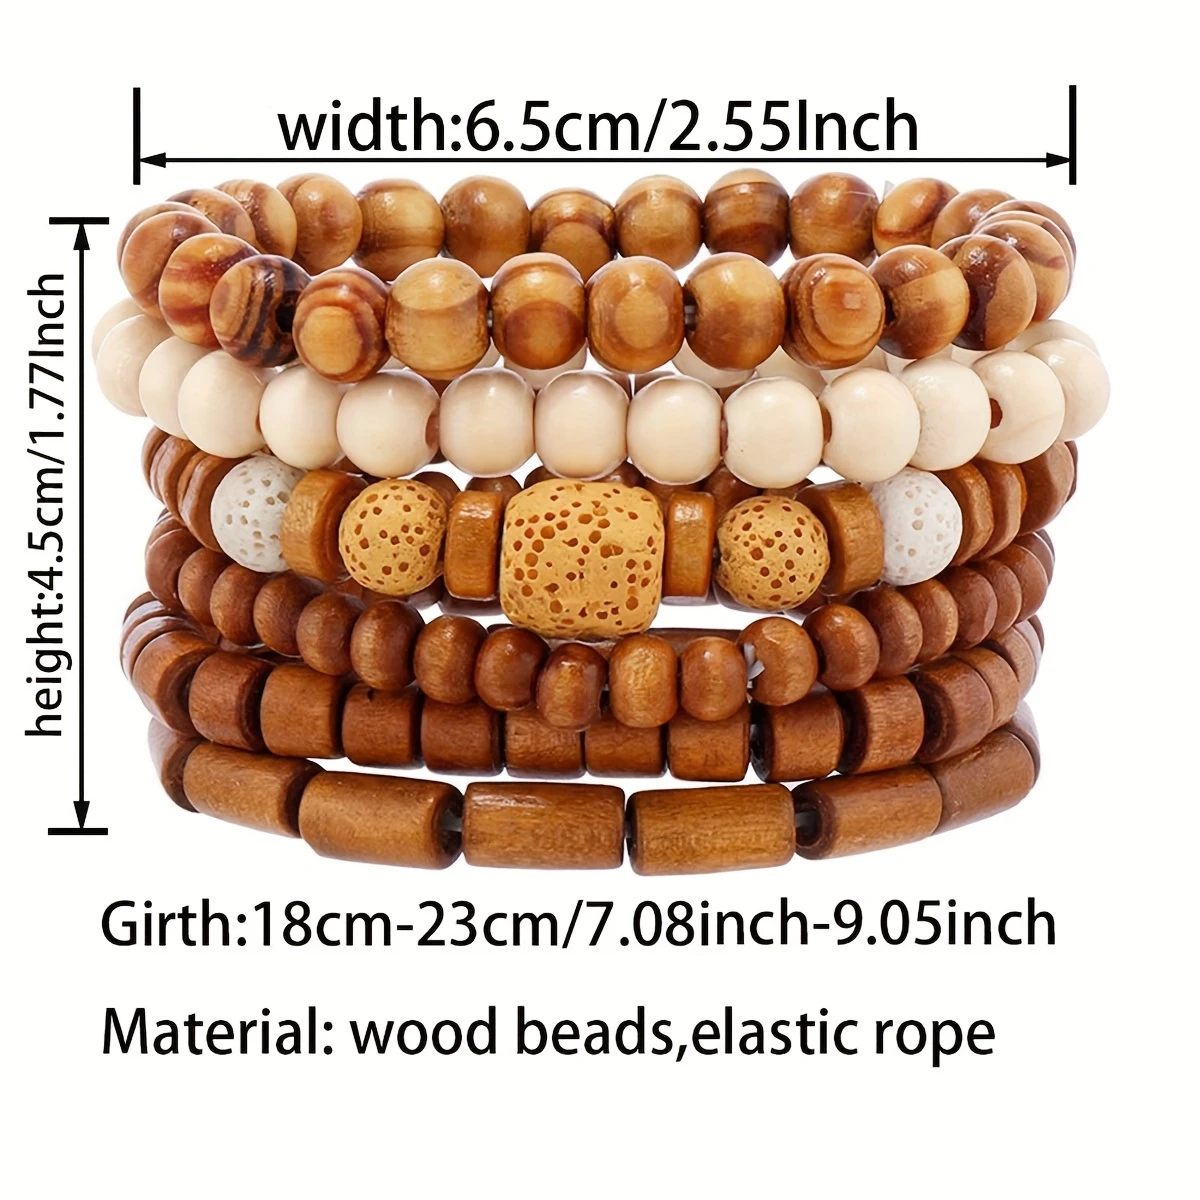 width:6.5cm/2.55Inch
height:4.5cm/1.77Inch
Girth:18cm-23cm/7.08inch-9.05inch
Material: wood beads,elastic rope